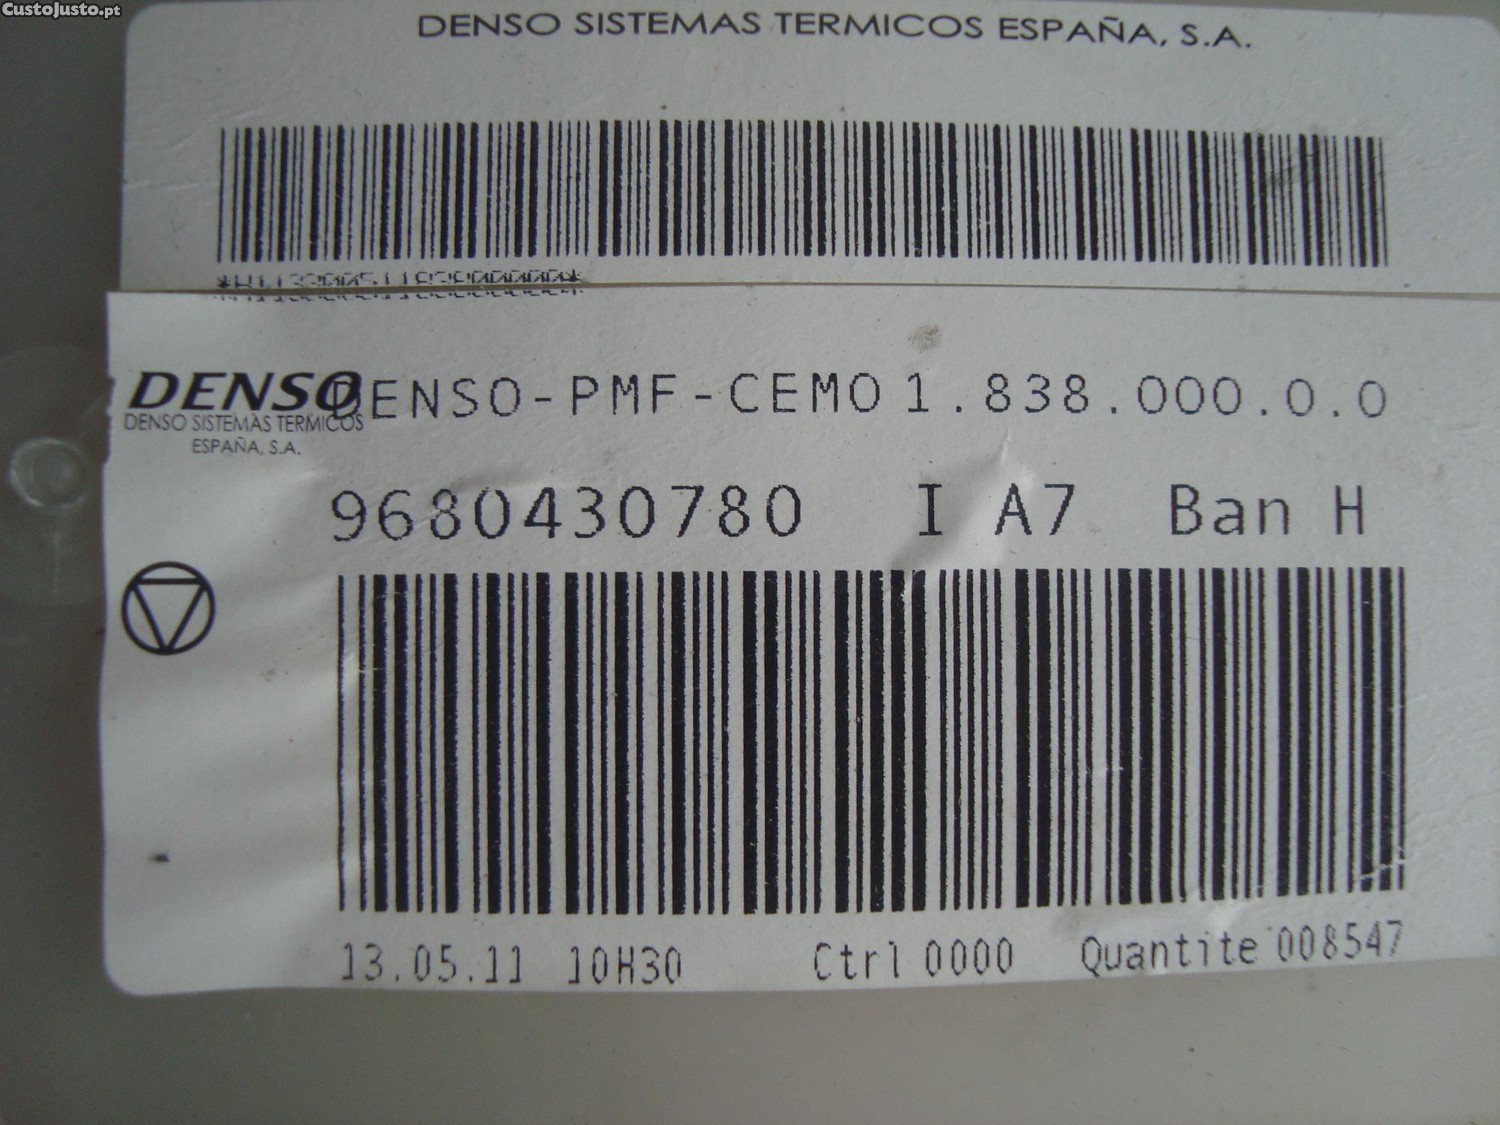 CustoJusto.pt
DENSO SISTEMAS TERMICOS ESPAÑA, S.A.
DENSO
DENSO-PMF-CEMO 1.838.000.0.0
DENSO SISTEMAS TERMICOS
ESPAÑA, S.A.
9680430780 I A7 Ban H
13.05.11 10H30 Ctrl 0000 Quantite 008547